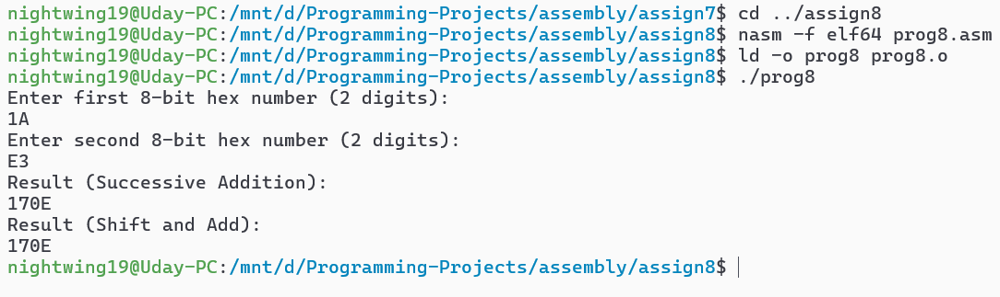 nightwing19@Uday-PC:/mnt/d/Programming-Projects/assembly/assign7$ cd ../assign8
nightwing19@Uday-PC:/mnt/d/Programming-Projects/assembly/assign8$ nasm -f elf64 prog8.asm
nightwing19@Uday-PC:/mnt/d/Programming-Projects/assembly/assign8$ ld -o prog8 prog8.o
nightwing19@Uday-PC:/mnt/d/Programming-Projects/assembly/assign8$ ./prog8
Enter first 8-bit hex number (2 digits):
1A
Enter second 8-bit hex number (2 digits):
E3
Result (Successive Addition):
170E
Result (Shift and Add):
170E
nightwing19@Uday-PC:/mnt/d/Programming-Projects/assembly/assign8$